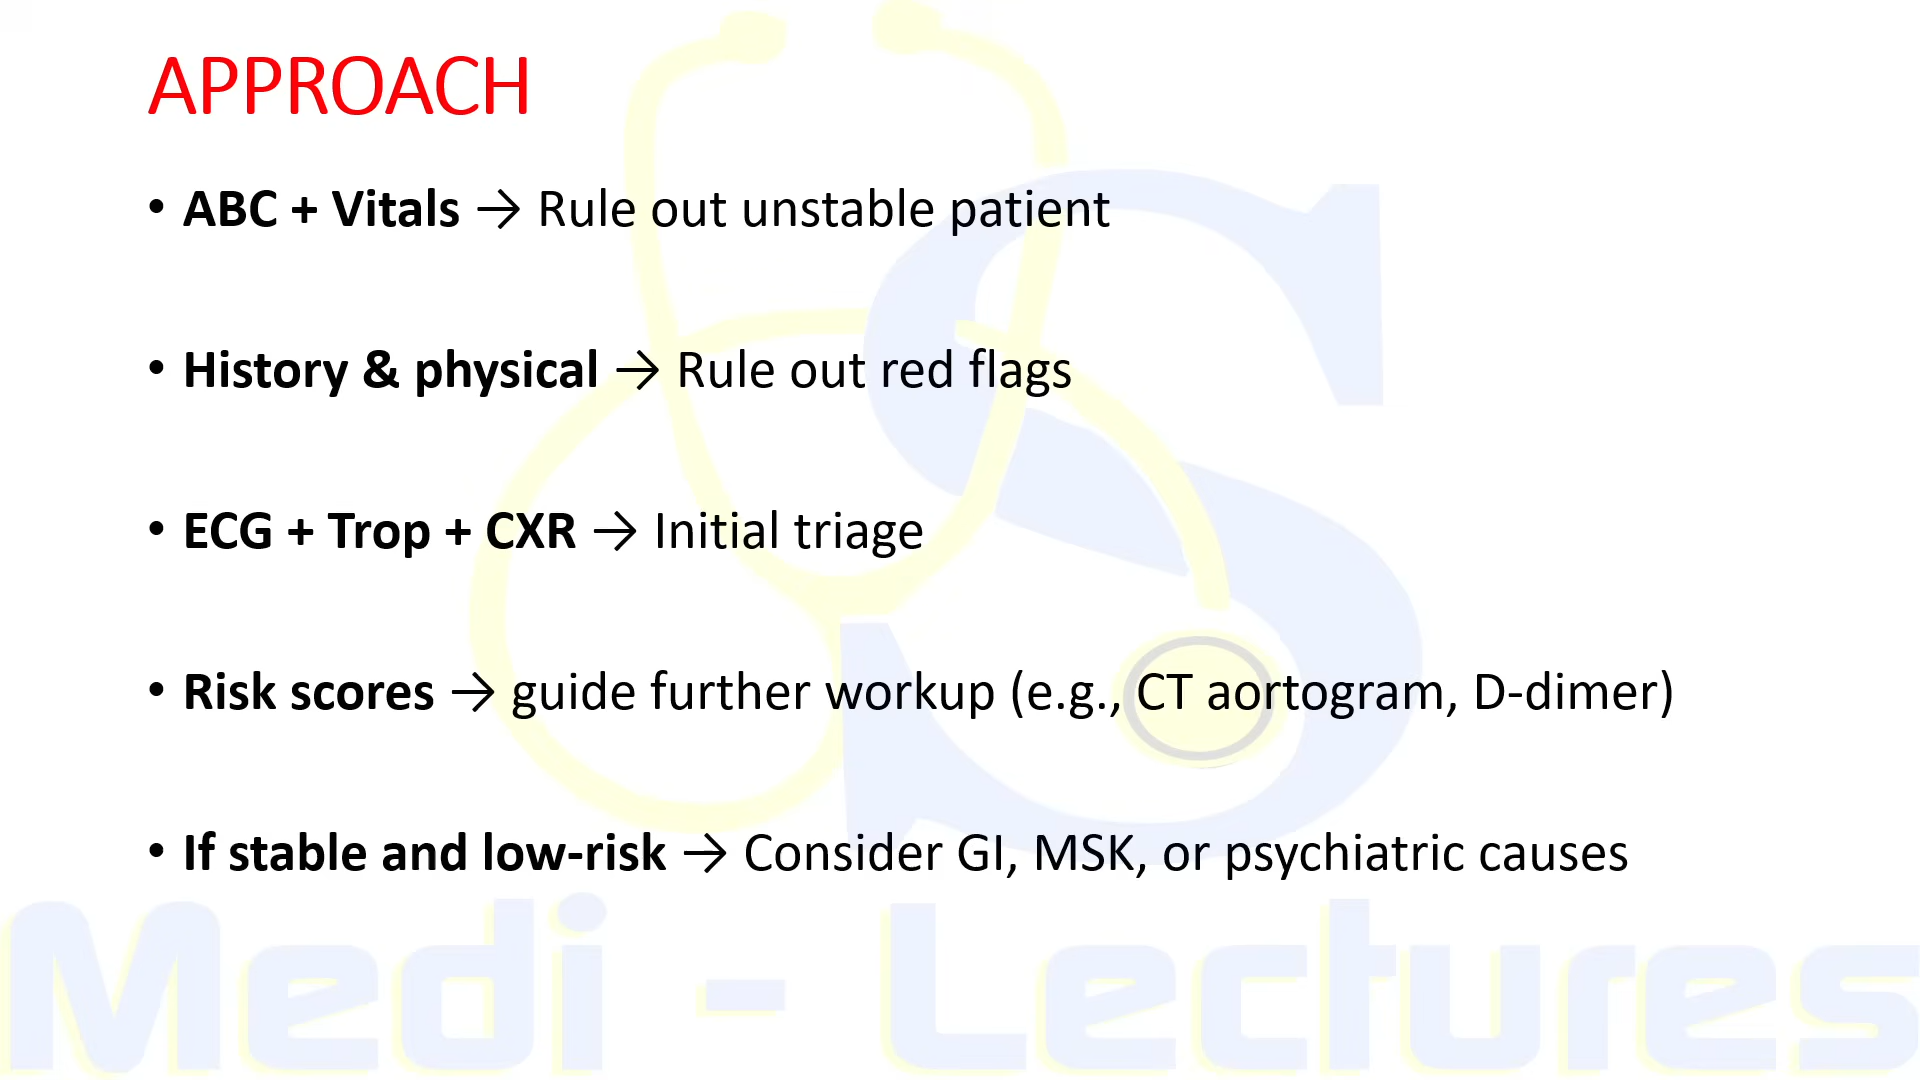 APPROACH
• ABC + Vitals → Rule out unstable patient
• History & physical → Rule out red flags
• ECG + Trop + CXR → Initial triage
• Risk scores → guide further workup (e.g., CT aortogram, D-dimer)
• If stable and low-risk → Consider GI, MSK, or psychiatric causes
Medi - Lectures